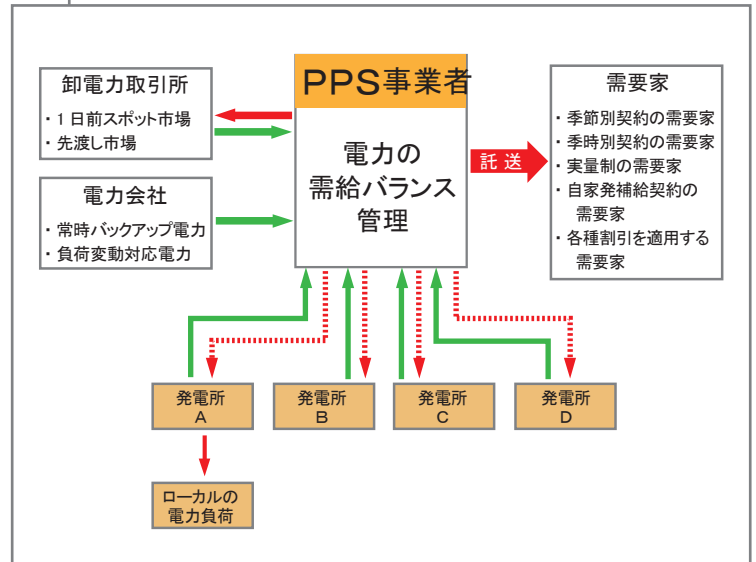 卸電力取引所
・1日前スポット市場
・先渡し市場
電力会社
・常時バックアップ電力
・負荷変動対応電力
PPS事業者
電力の
需給バランス
管理
託送
需要家
・季節別契約の需要家
・季時別契約の需要家
・実量制の需要家
・自家発補給契約の
需要家
・各種割引を適用する
需要家
発電所
A
発電所
B
発電所
C
発電所
D
ローカルの
電力負荷